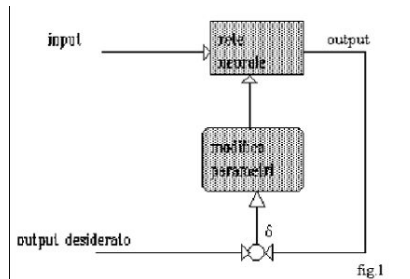 input
rete
neurale
output
modifica
parametri
output desiderato
δ
fig.1